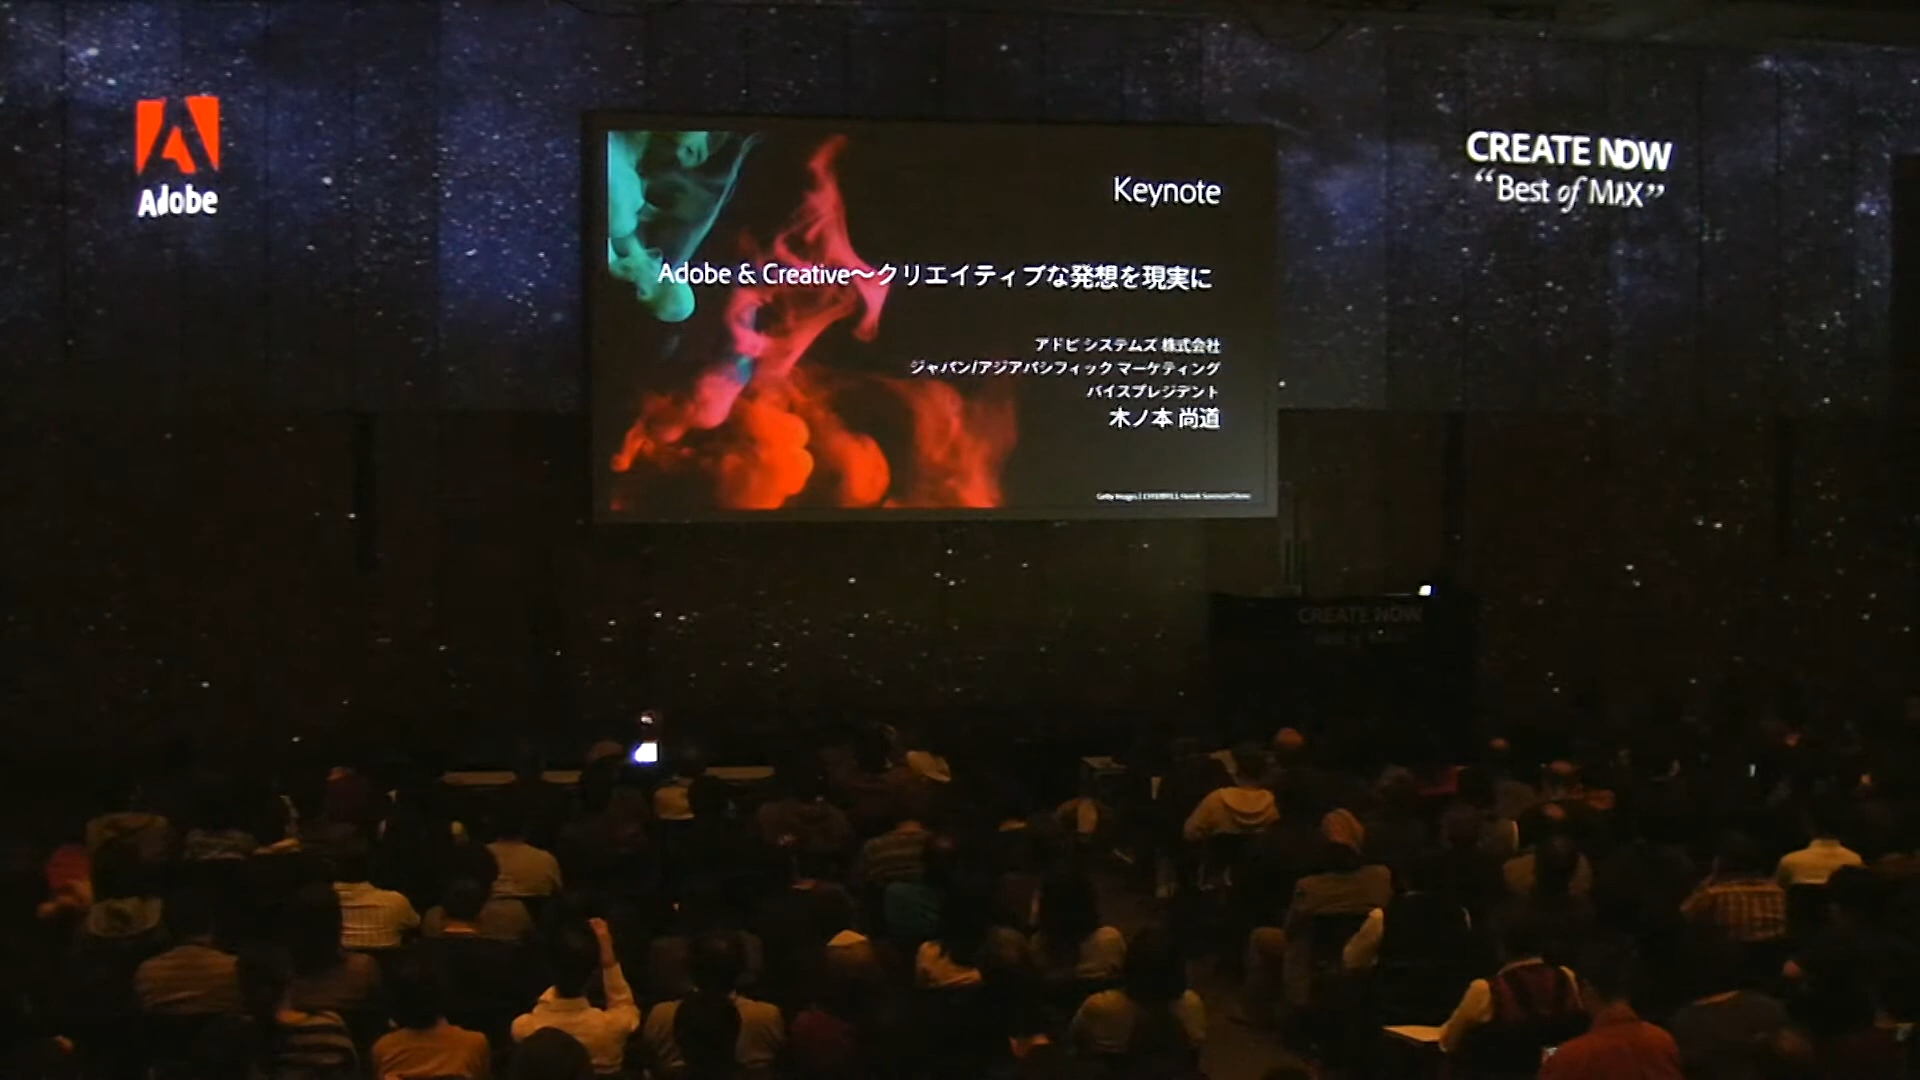 Adobe
CREATE NOW
“Best of MAX”
Keynote
Adobe & Creative～クリエイティブな発想を現実に
アドビ システムズ 株式会社
ジャパン/アジアパシフィック マーケティング
バイスプレジデント
木ノ本 尚道
CREATE NOW